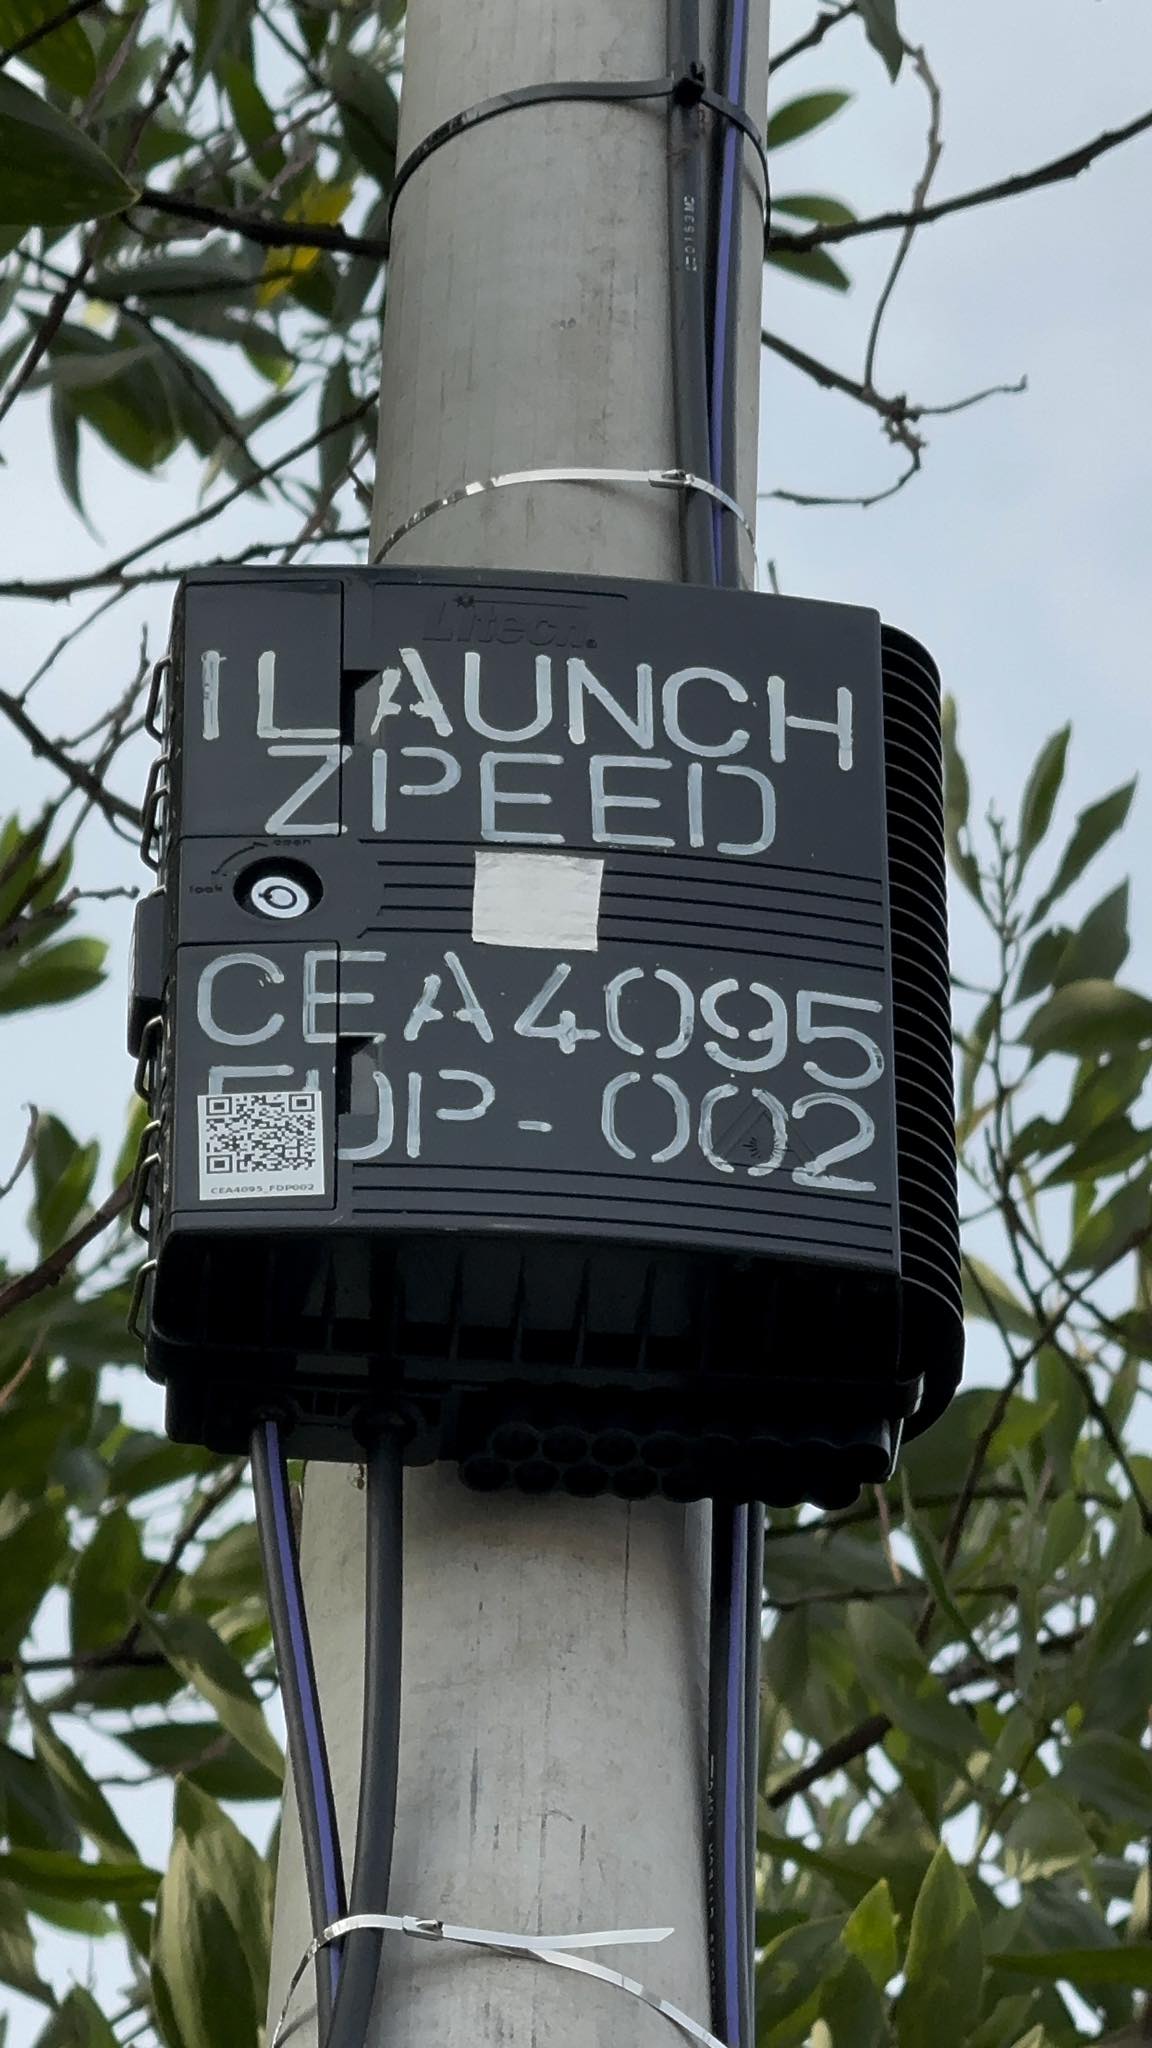 Litech
I LAUNCH
ZPEED
open
lock
CEA4095
FDP-002
CEA4095_FDP002